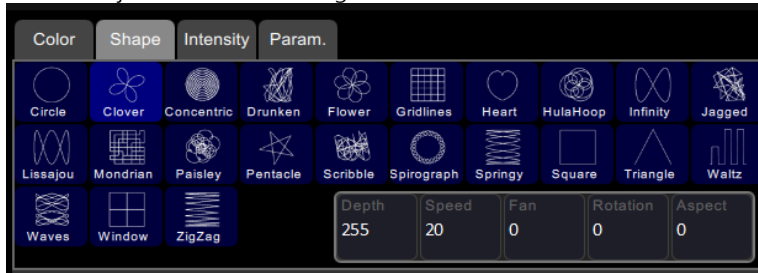 Color Shape Intensity Param.
Circle Clover Concentric Drunken Flower Gridlines Heart HulaHoop Infinity Jagged
Lissajou Mondrian Paisley Pentacle Scribble Spirograph Springy Square Triangle Waltz
Waves Window ZigZag
Depth Speed Fan Rotation Aspect
255 20 0 0 0